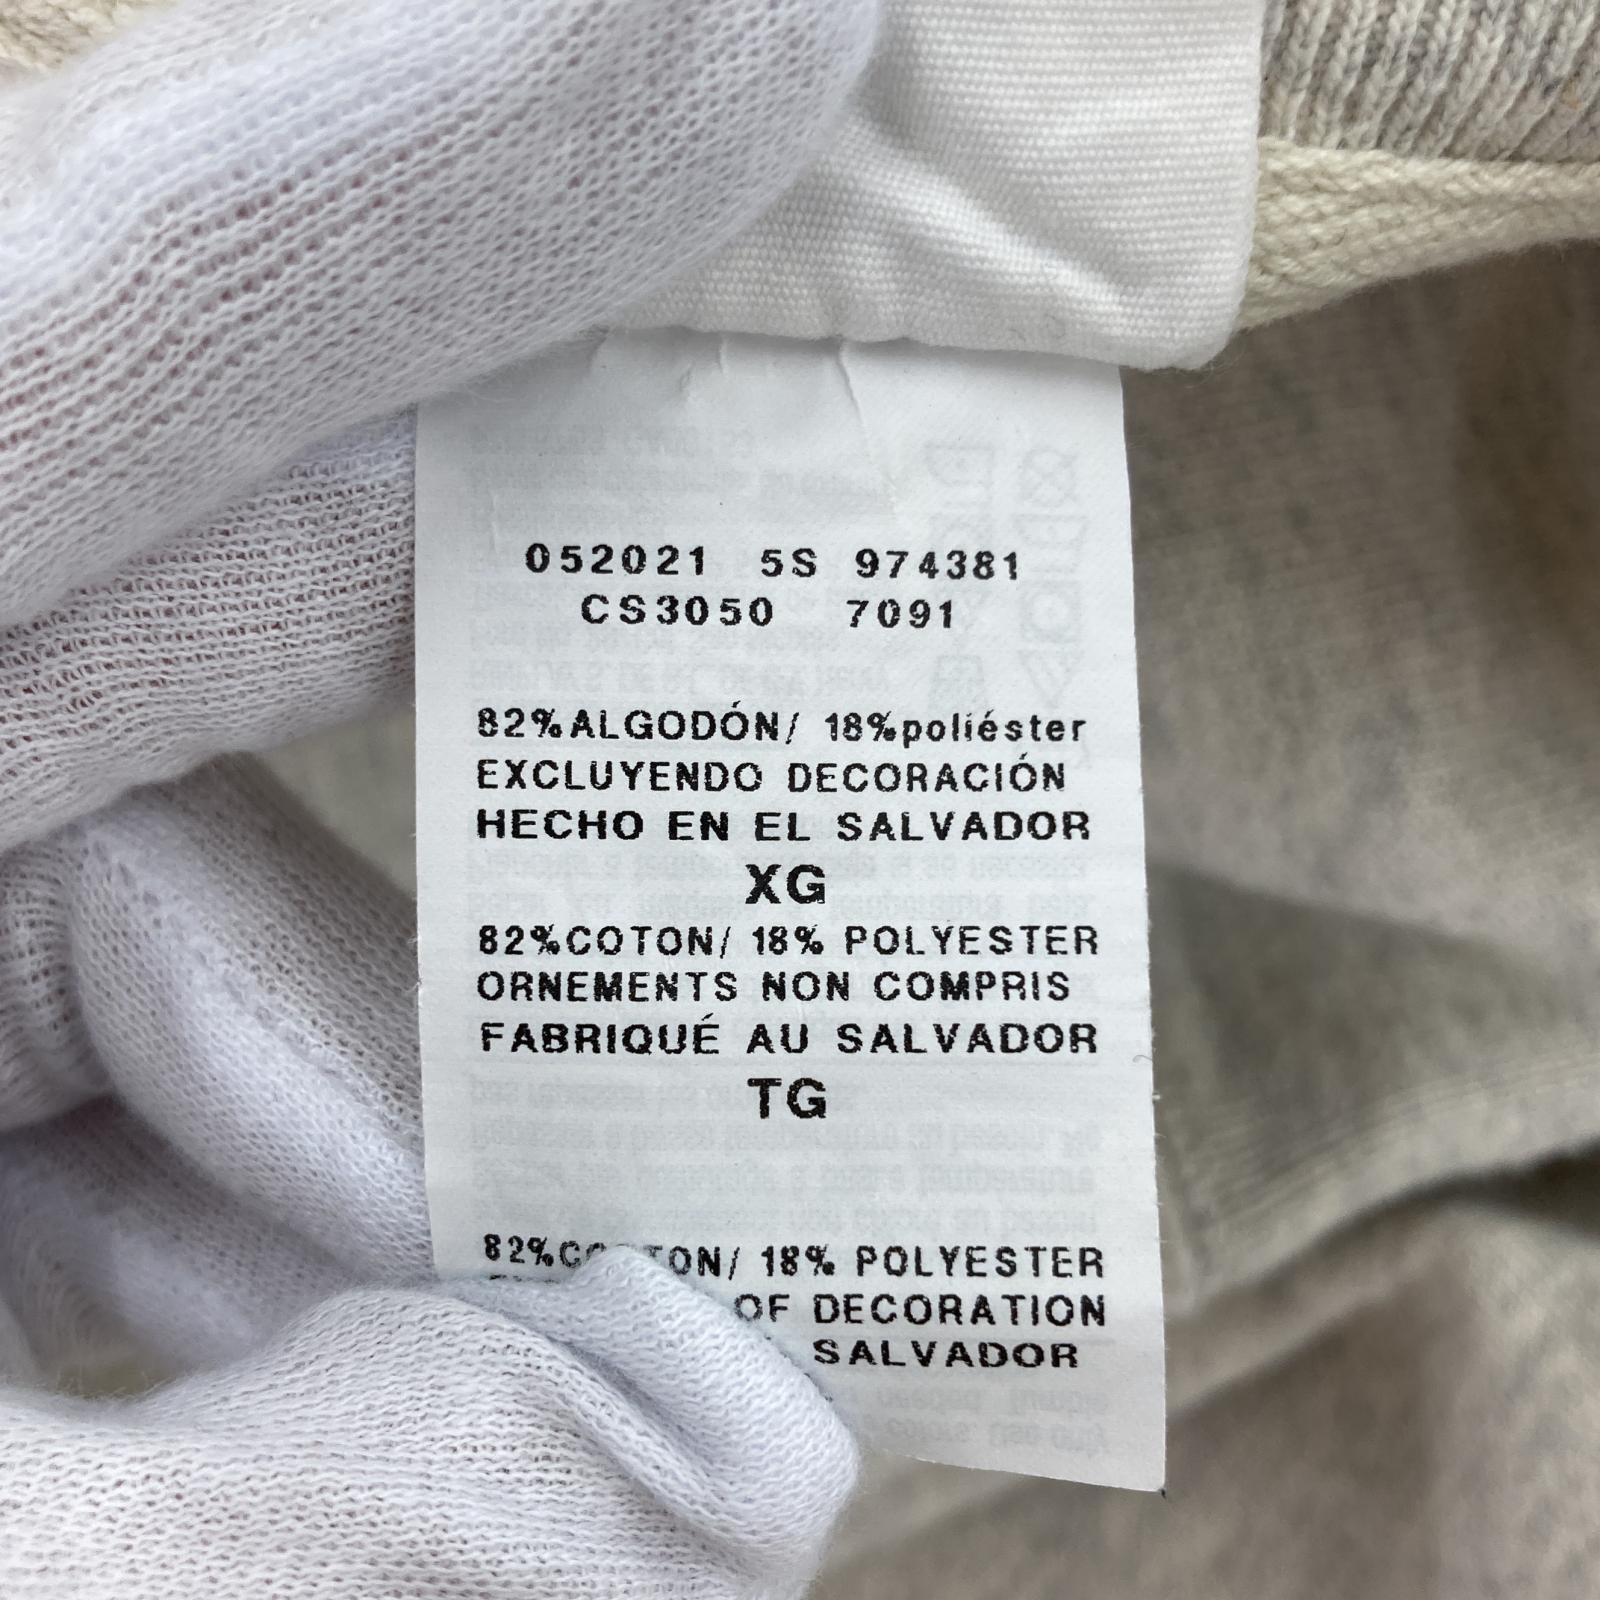 052021 5S 974381
CS3050 7091
82%ALGODÓN/ 18%poliéster
EXCLUYENDO DECORACIÓN
HECHO EN EL SALVADOR
XG
82%COTON/ 18% POLYESTER
ORNEMENTS NON COMPRIS
FABRIQUÉ AU SALVADOR
TG
18% POLYESTER
OF DECORATION
SALVADOR